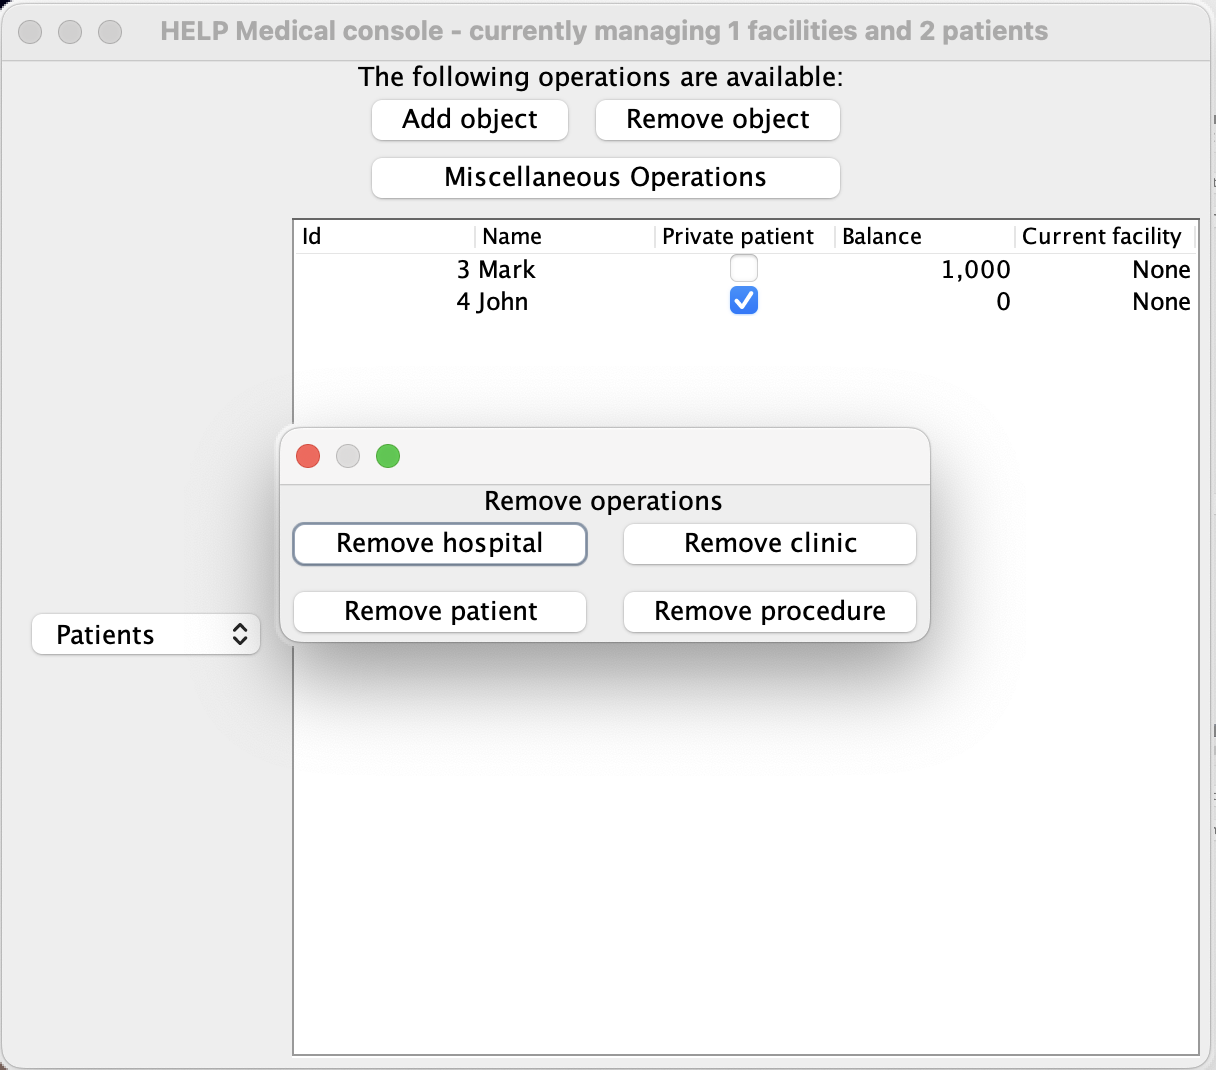 HELP Medical console - currently managing 1 facilities and 2 patients
The following operations are available:
Add object Remove object
Miscellaneous Operations
Id Name Private patient Balance Current facility
3 Mark 1,000 None
4 John 0 None
Remove operations
Remove hospital Remove clinic
Remove patient Remove procedure
Patients